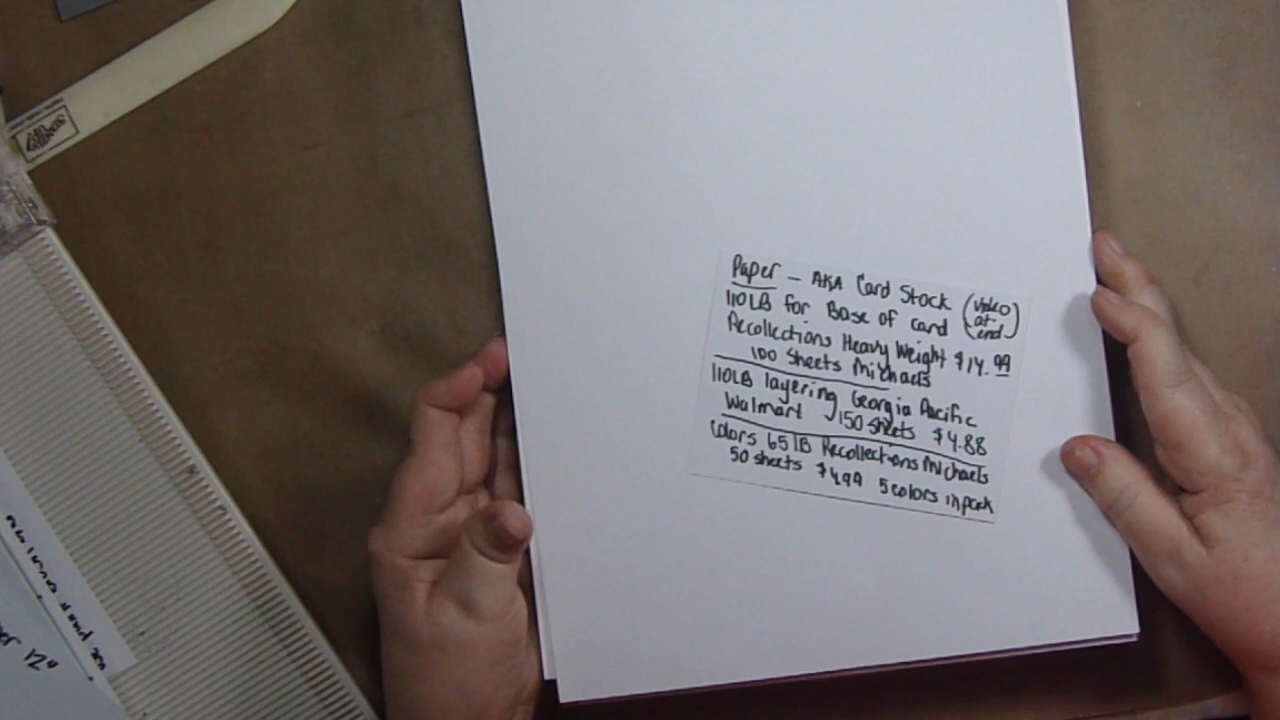 Paper - AKA Card Stock (video at end)
110LB for Base of card
Recollections Heavy Weight $14.99
100 Sheets Michaels
110LB layering Georgia Pacific
Walmart 150 sheets $4.88
Colors 65 lB Recollections Michaels
50 sheets $4.99 5 colors in pack